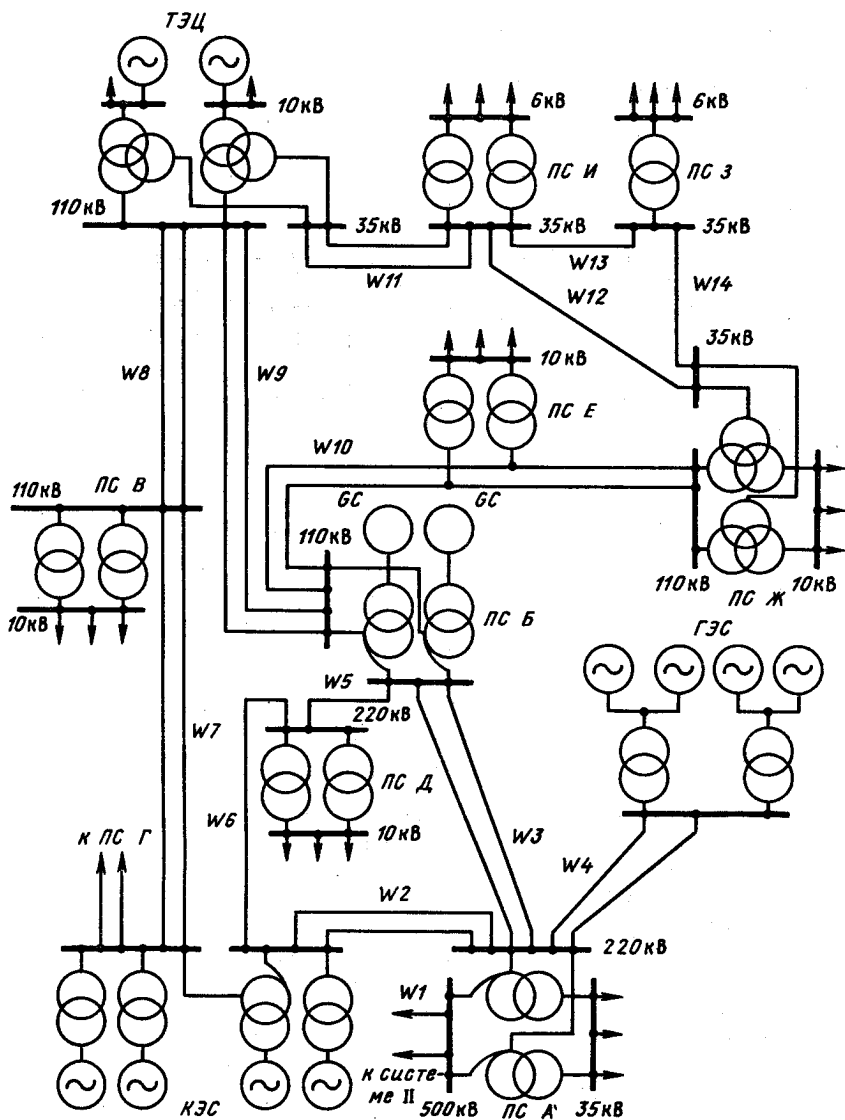 ТЭЦ
10кВ
6кВ
6кВ
ПС И
ПС З
110кВ
35кВ
35кВ
35кВ
W11
W13
W12
W14
35кВ
W8
W9
10кВ
ПС Е
W10
110кВ
ПС В
GC
GC
110кВ
110кВ
10кВ
ПС Ж
10кВ
ПС Б
ГЭС
W5
220кВ
W7
ПС Д
W6
10кВ
W3
к ПС Г
W4
W2
220кВ
W1
к систе-
ме II
КЭС
500кВ
ПС А
35кВ